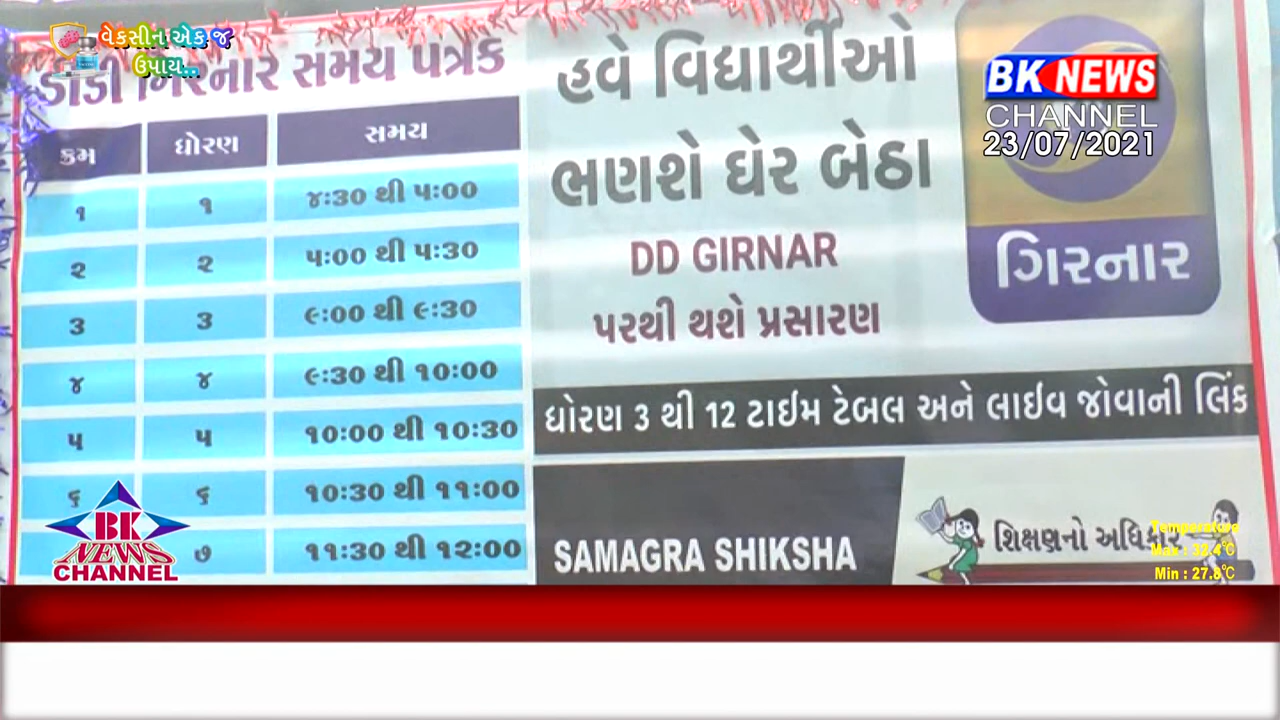 વેકસીન એક જ
ઉપાય..
ડીડી ગિરનાર સમય પત્રક
ક્રમ ધોરણ સમય
૧ ૧ ૪:૩૦ થી ૫:૦૦
૨ ૨ ૫:૦૦ થી ૫:૩૦
૩ ૩ ૯:૦૦ થી ૯:૩૦
૪ ૪ ૯:૩૦ થી ૧૦:૦૦
૫ ૫ ૧૦:૦૦ થી ૧૦:૩૦
૬ ૬ ૧૦:૩૦ થી ૧૧:૦૦
૭ ૧૧:૩૦ થી ૧૨:૦૦
હવે વિદ્યાર્થીઓ
ભણશે ઘેર બેઠા
DD GIRNAR
પરથી થશે પ્રસારણ
ગિરનાર
ધોરણ 3 થી 12 ટાઈમ ટેબલ અને લાઈવ જોવાની લિંક
SAMAGRA SHIKSHA
શિક્ષણનો અધિકાર
BK NEWS
CHANNEL
23/07/2021
BK
NEWS
CHANNEL
Temperature
Max : 32.4℃
Min : 27.8℃